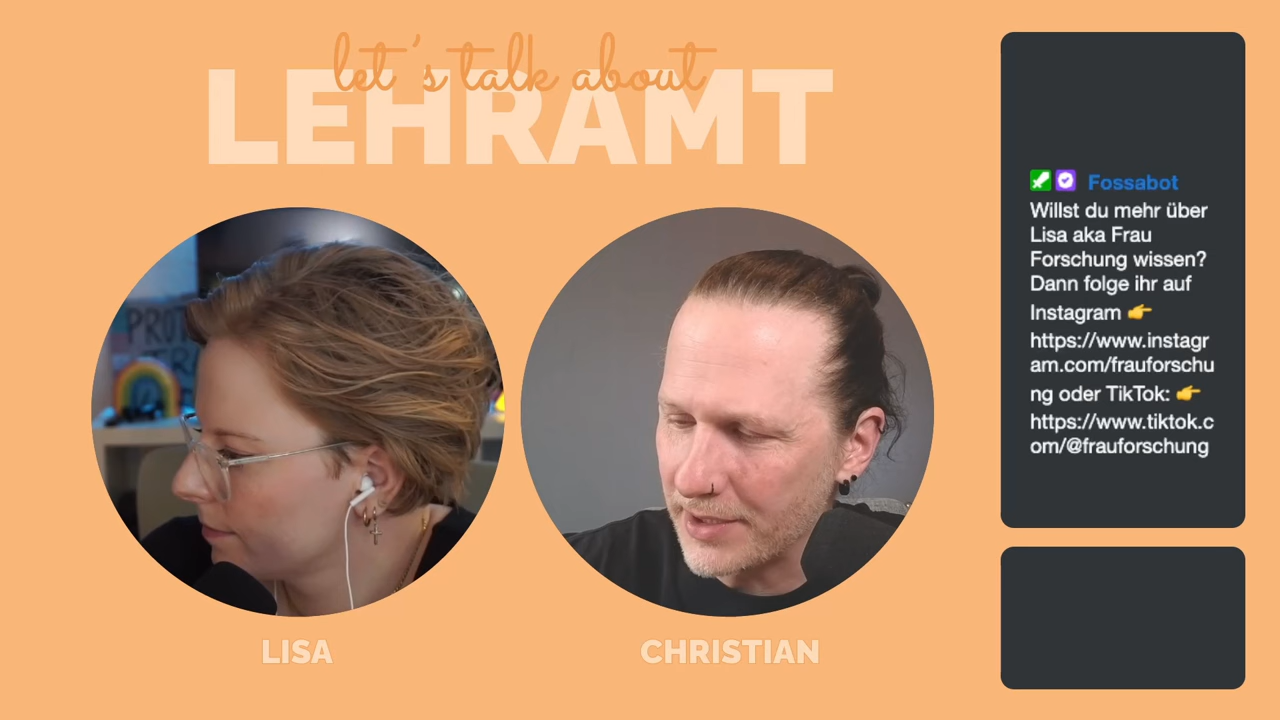 let's talk about
LEHRAMT
PROT
LISA
CHRISTIAN
Fossabot
Willst du mehr über
Lisa aka Frau
Forschung wissen?
Dann folge ihr auf
Instagram 👉
https://www.instagr
am.com/frauforschu
ng oder TikTok: 👉
https://www.tiktok.c
om/@frauforschung